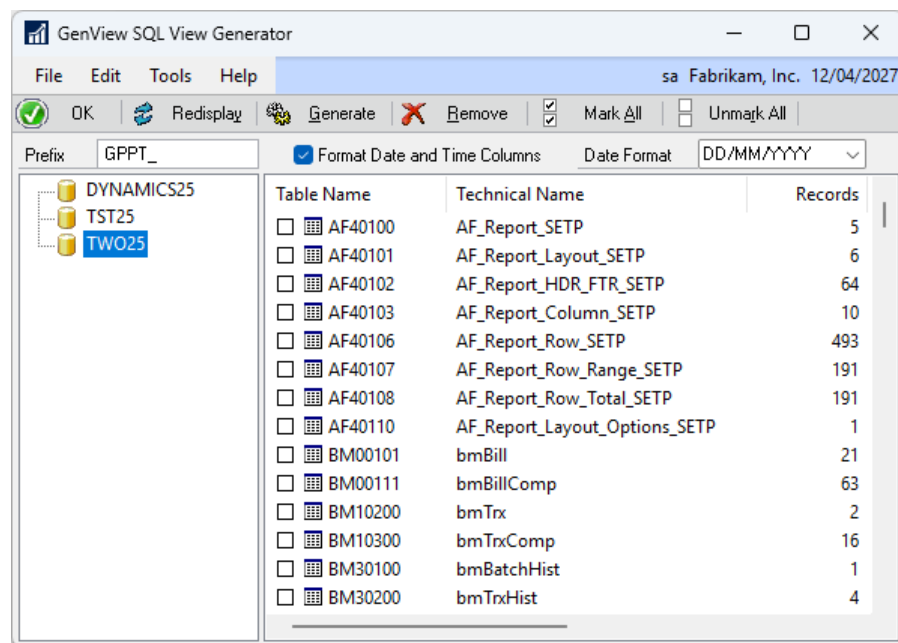 GenView SQL View Generator
File Edit Tools Help sa Fabrikam, Inc. 12/04/2027
OK Redisplay Generate Remove Mark All Unmark All
Prefix GPPT_ Format Date and Time Columns Date Format DD/MM/YYYY
DYNAMICS25
TST25
TWO25
Table Name Technical Name Records
AF40100 AF_Report_SETP 5
AF40101 AF_Report_Layout_SETP 6
AF40102 AF_Report_HDR_FTR_SETP 64
AF40103 AF_Report_Column_SETP 10
AF40106 AF_Report_Row_SETP 493
AF40107 AF_Report_Row_Range_SETP 191
AF40108 AF_Report_Row_Total_SETP 191
AF40110 AF_Report_Layout_Options_SETP 1
BM00101 bmBill 21
BM00111 bmBillComp 63
BM10200 bmTrx 2
BM10300 bmTrxComp 16
BM30100 bmBatchHist 1
BM30200 bmTrxHist 4